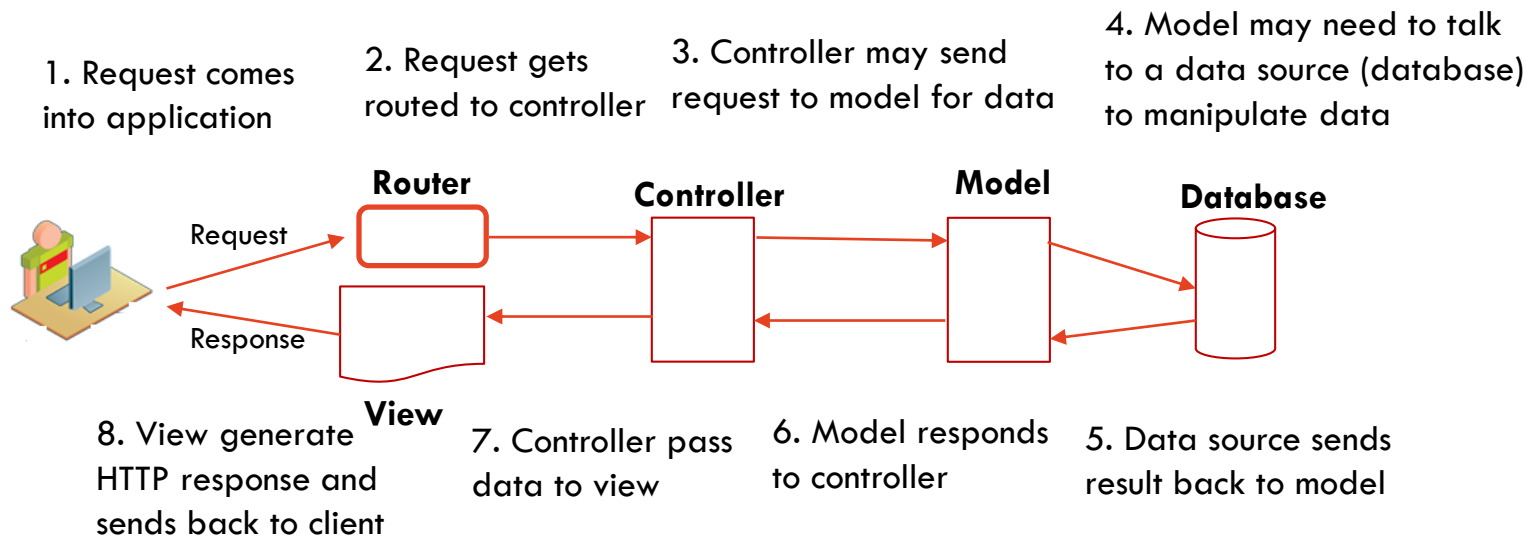 1. Request comes
into application
2. Request gets
routed to controller
3. Controller may send
request to model for data
4. Model may need to talk
to a data source (database)
to manipulate data
Router
Controller
Model
Database
Request
Response
View
8. View generate
HTTP response and
sends back to client
7. Controller pass
data to view
6. Model responds
to controller
5. Data source sends
result back to model